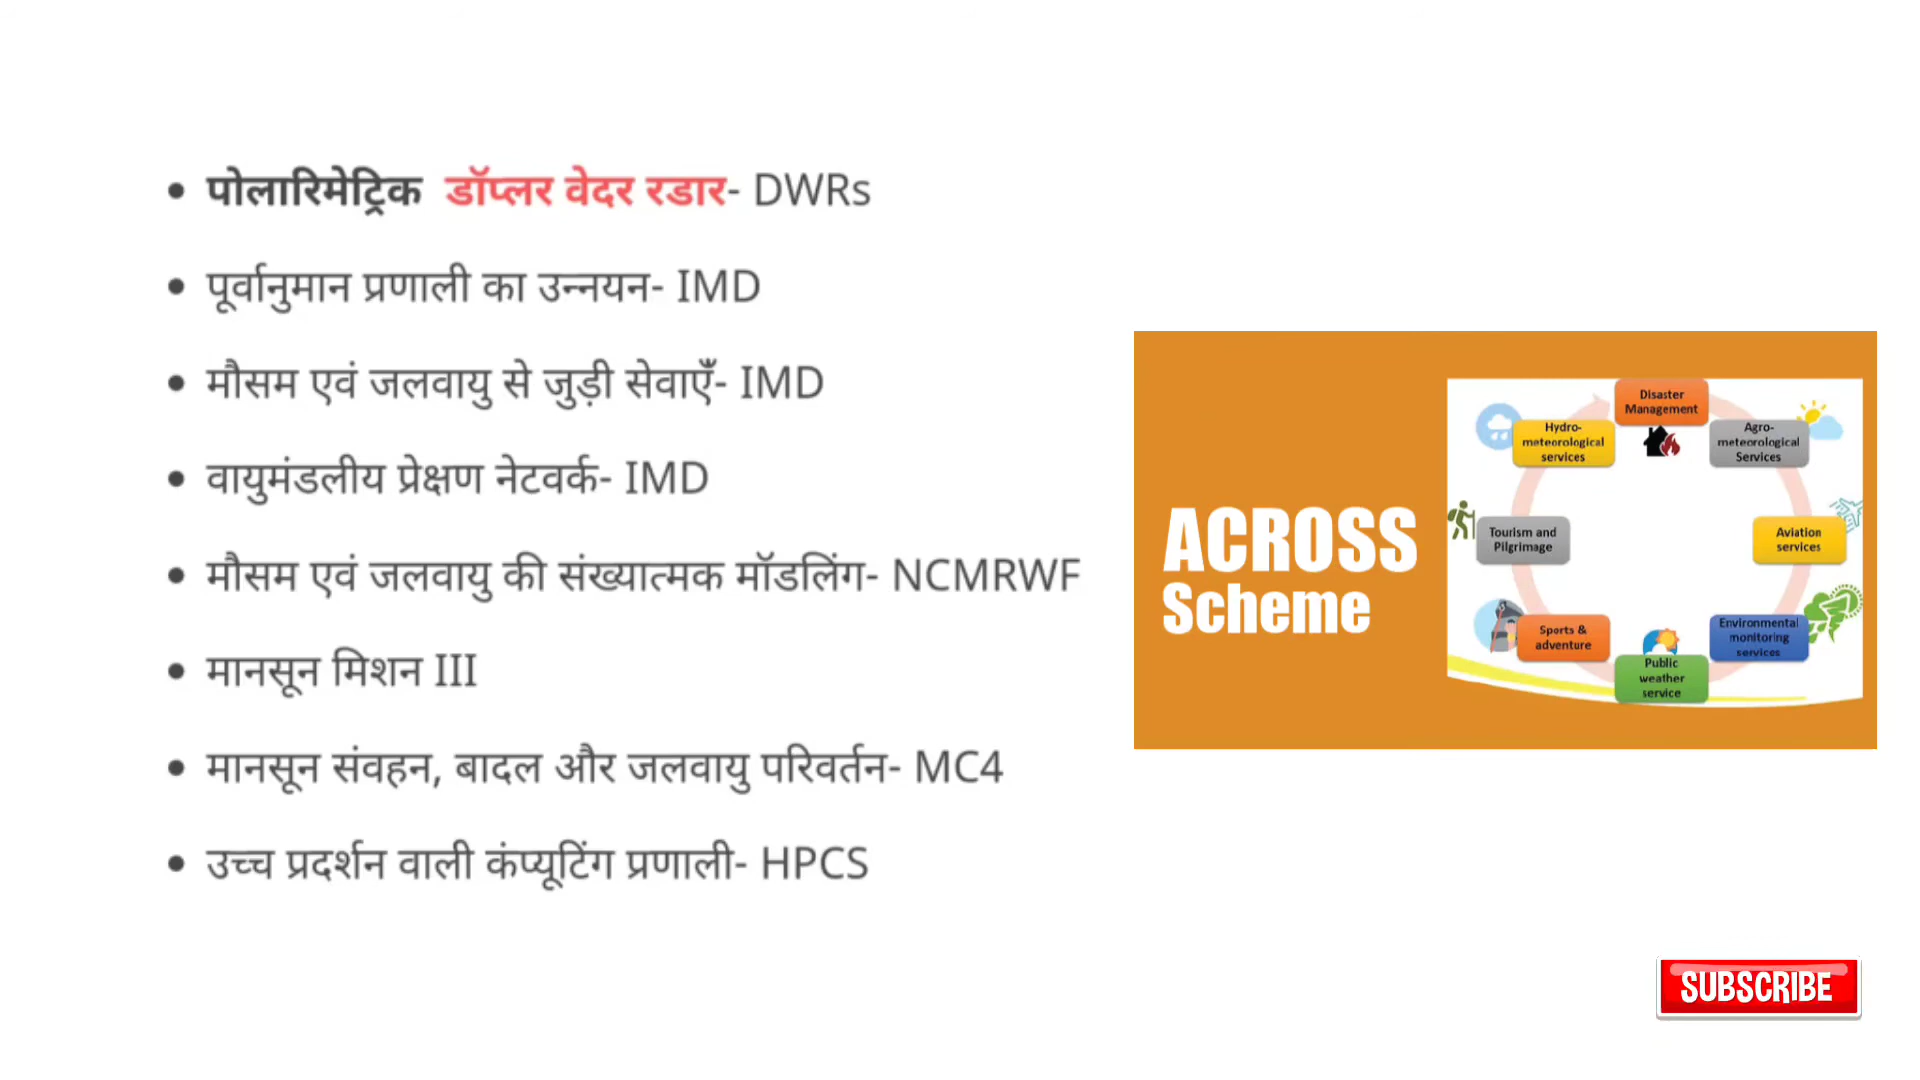 • पोलारिमेट्रिक डॉप्लर वेदर रडार- DWRs
• पूर्वानुमान प्रणाली का उन्नयन- IMD
• मौसम एवं जलवायु से जुड़ी सेवाएँ- IMD
• वायुमंडलीय प्रेक्षण नेटवर्क- IMD
• मौसम एवं जलवायु की संख्यात्मक मॉडलिंग- NCMRWF
• मानसून मिशन III
• मानसून संवहन, बादल और जलवायु परिवर्तन- MC4
• उच्च प्रदर्शन वाली कंप्यूटिंग प्रणाली- HPCS
ACROSS
Scheme
Disaster
Management
Hydro-
meteorological
services
Agro-
meteorological
Services
Tourism and
Pilgrimage
Aviation
services
Sports &
adventure
Environmental
monitoring
services
Public
weather
service
SUBSCRIBE